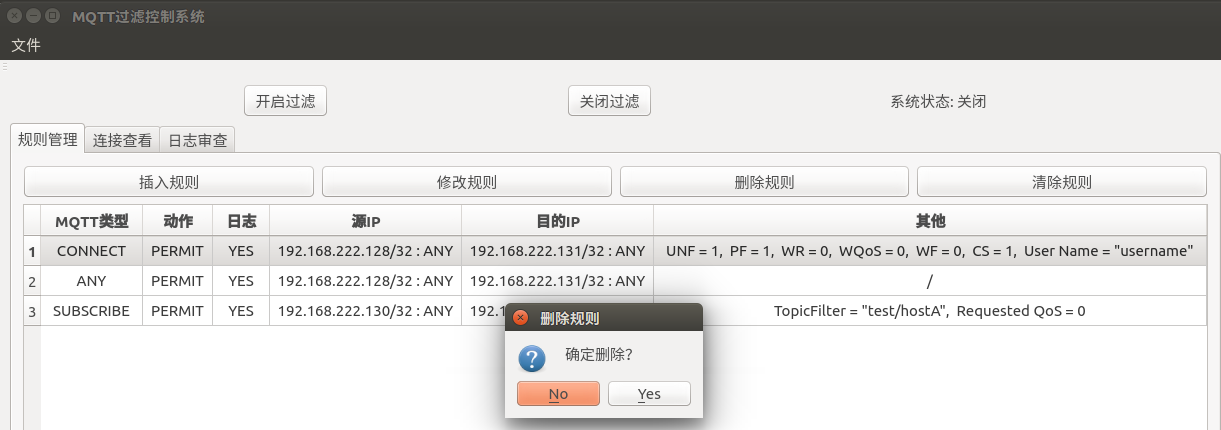 MQTT过滤控制系统
文件
开启过滤 关闭过滤 系统状态: 关闭
规则管理 连接查看 日志审查
插入规则 修改规则 删除规则 清除规则
MQTT类型 动作 日志 源IP 目的IP 其他
1 CONNECT PERMIT YES 192.168.222.128/32 : ANY 192.168.222.131/32 : ANY UNF = 1, PF = 1, WR = 0, WQoS = 0, WF = 0, CS = 1, User Name = "username"
2 ANY PERMIT YES 192.168.222.128/32 : ANY 192.168.222.131/32 : ANY /
3 SUBSCRIBE PERMIT YES 192.168.222.130/32 : ANY TopicFilter = "test/hostA", Requested QoS = 0
删除规则
确定删除?
No Yes